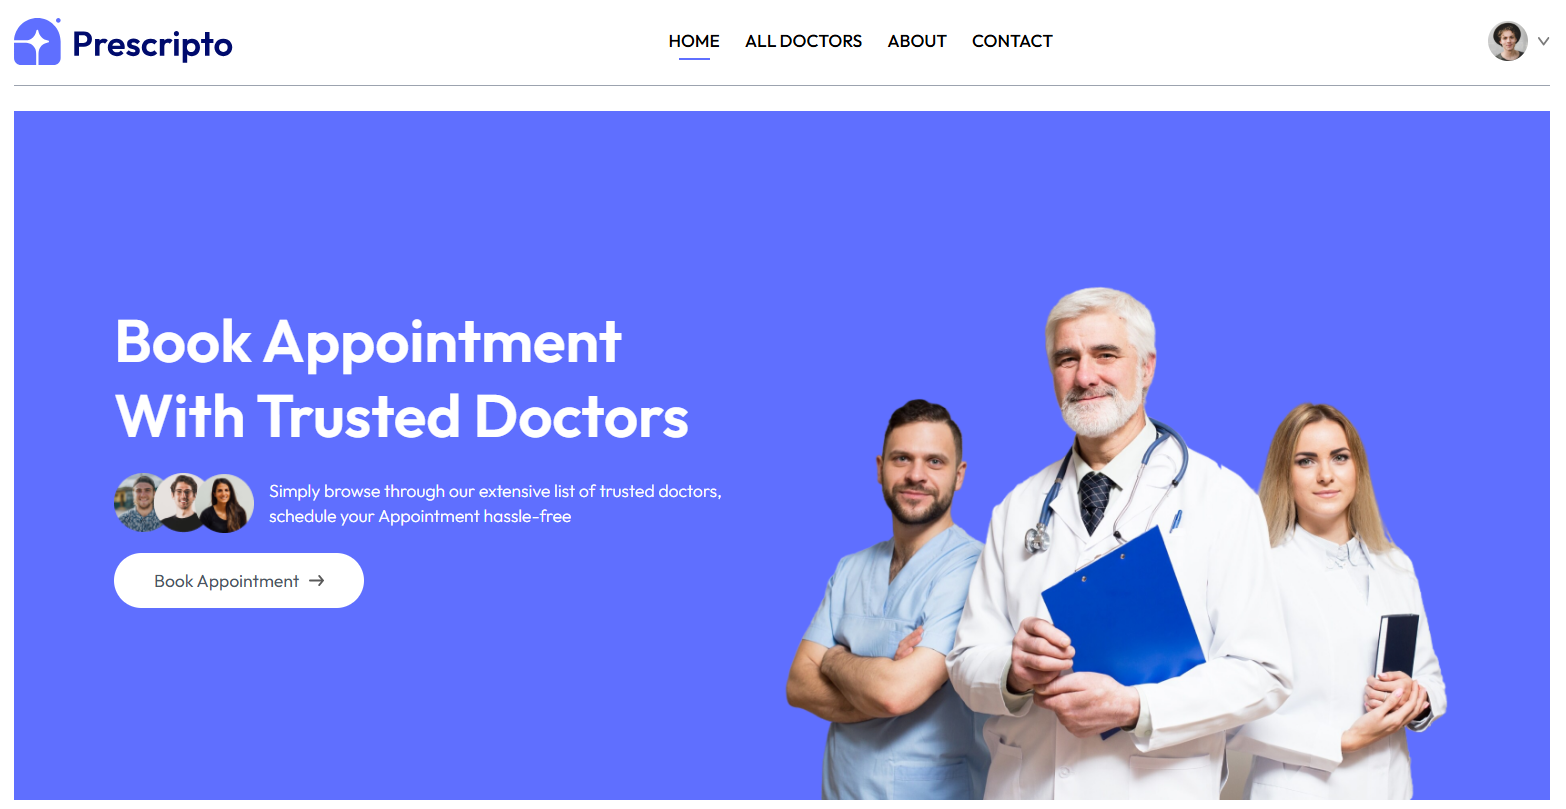 Prescripto
HOME ALL DOCTORS ABOUT CONTACT
Book Appointment
With Trusted Doctors
Simply browse through our extensive list of trusted doctors,
schedule your Appointment hassle-free
Book Appointment →